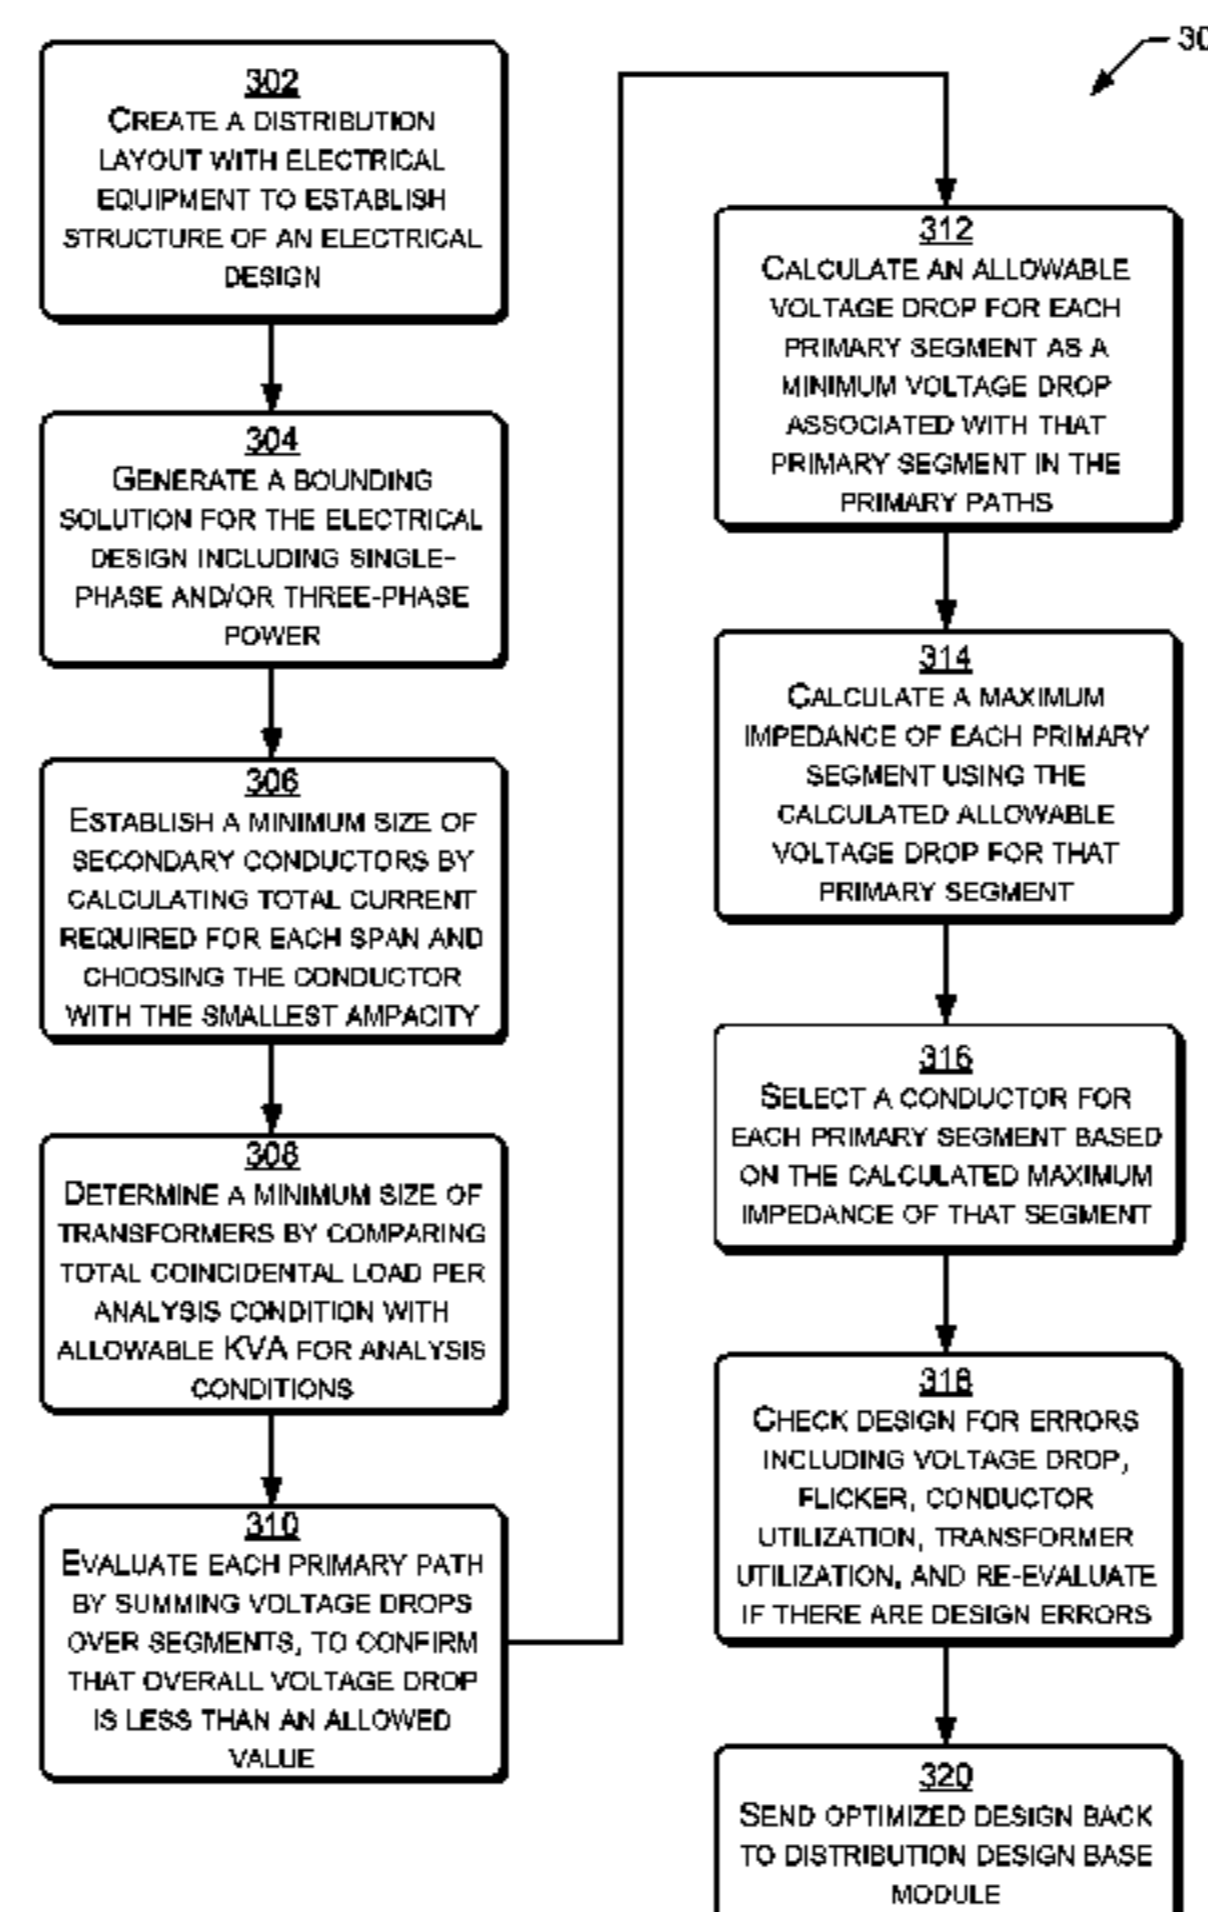 302
CREATE A DISTRIBUTION
LAYOUT WITH ELECTRICAL
EQUIPMENT TO ESTABLISH
STRUCTURE OF AN ELECTRICAL
DESIGN
304
GENERATE A BOUNDING
SOLUTION FOR THE ELECTRICAL
DESIGN INCLUDING SINGLE-
PHASE AND/OR THREE-PHASE
POWER
306
ESTABLISH A MINIMUM SIZE OF
SECONDARY CONDUCTORS BY
CALCULATING TOTAL CURRENT
REQUIRED FOR EACH SPAN AND
CHOOSING THE CONDUCTOR
WITH THE SMALLEST AMPACITY
308
DETERMINE A MINIMUM SIZE OF
TRANSFORMERS BY COMPARING
TOTAL COINCIDENTAL LOAD PER
ANALYSIS CONDITION WITH
ALLOWABLE KVA FOR ANALYSIS
CONDITIONS
310
EVALUATE EACH PRIMARY PATH
BY SUMMING VOLTAGE DROPS
OVER SEGMENTS, TO CONFIRM
THAT OVERALL VOLTAGE DROP
IS LESS THAN AN ALLOWED
VALUE
312
CALCULATE AN ALLOWABLE
VOLTAGE DROP FOR EACH
PRIMARY SEGMENT AS A
MINIMUM VOLTAGE DROP
ASSOCIATED WITH THAT
PRIMARY SEGMENT IN THE
PRIMARY PATHS
314
CALCULATE A MAXIMUM
IMPEDANCE OF EACH PRIMARY
SEGMENT USING THE
CALCULATED ALLOWABLE
VOLTAGE DROP FOR THAT
PRIMARY SEGMENT
316
SELECT A CONDUCTOR FOR
EACH PRIMARY SEGMENT BASED
ON THE CALCULATED MAXIMUM
IMPEDANCE OF THAT SEGMENT
318
CHECK DESIGN FOR ERRORS
INCLUDING VOLTAGE DROP,
FLICKER, CONDUCTOR
UTILIZATION, TRANSFORMER
UTILIZATION, AND RE-EVALUATE
IF THERE ARE DESIGN ERRORS
320
SEND OPTIMIZED DESIGN BACK
TO DISTRIBUTION DESIGN BASE
MODULE